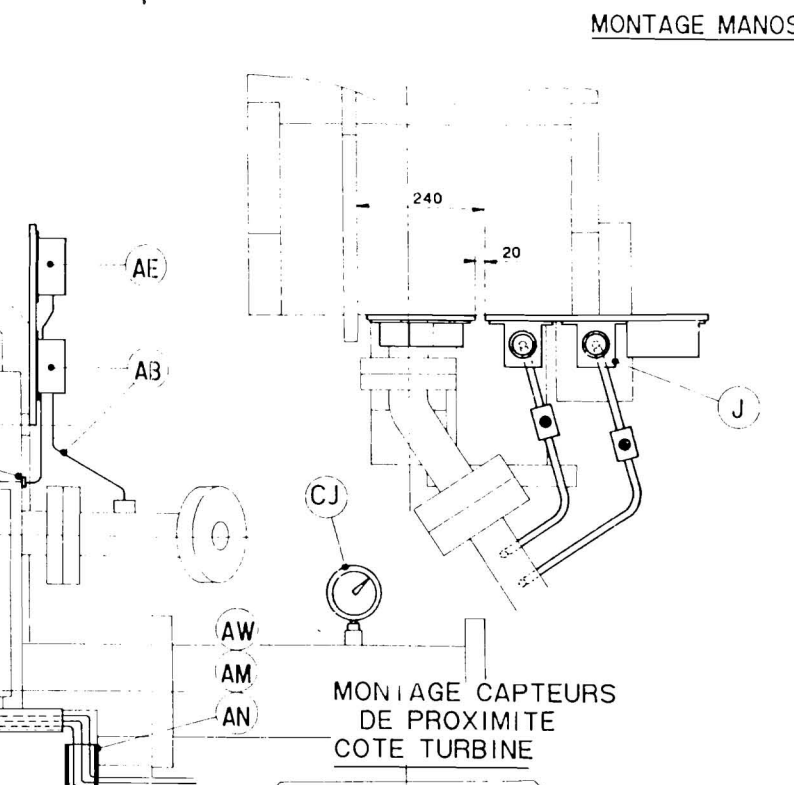 MONTAGE MANOS
240
20
AE
AB
J
CJ
AW
AM
AN
MONTAGE CAPTEURS
DE PROXIMITE
COTE TURBINE